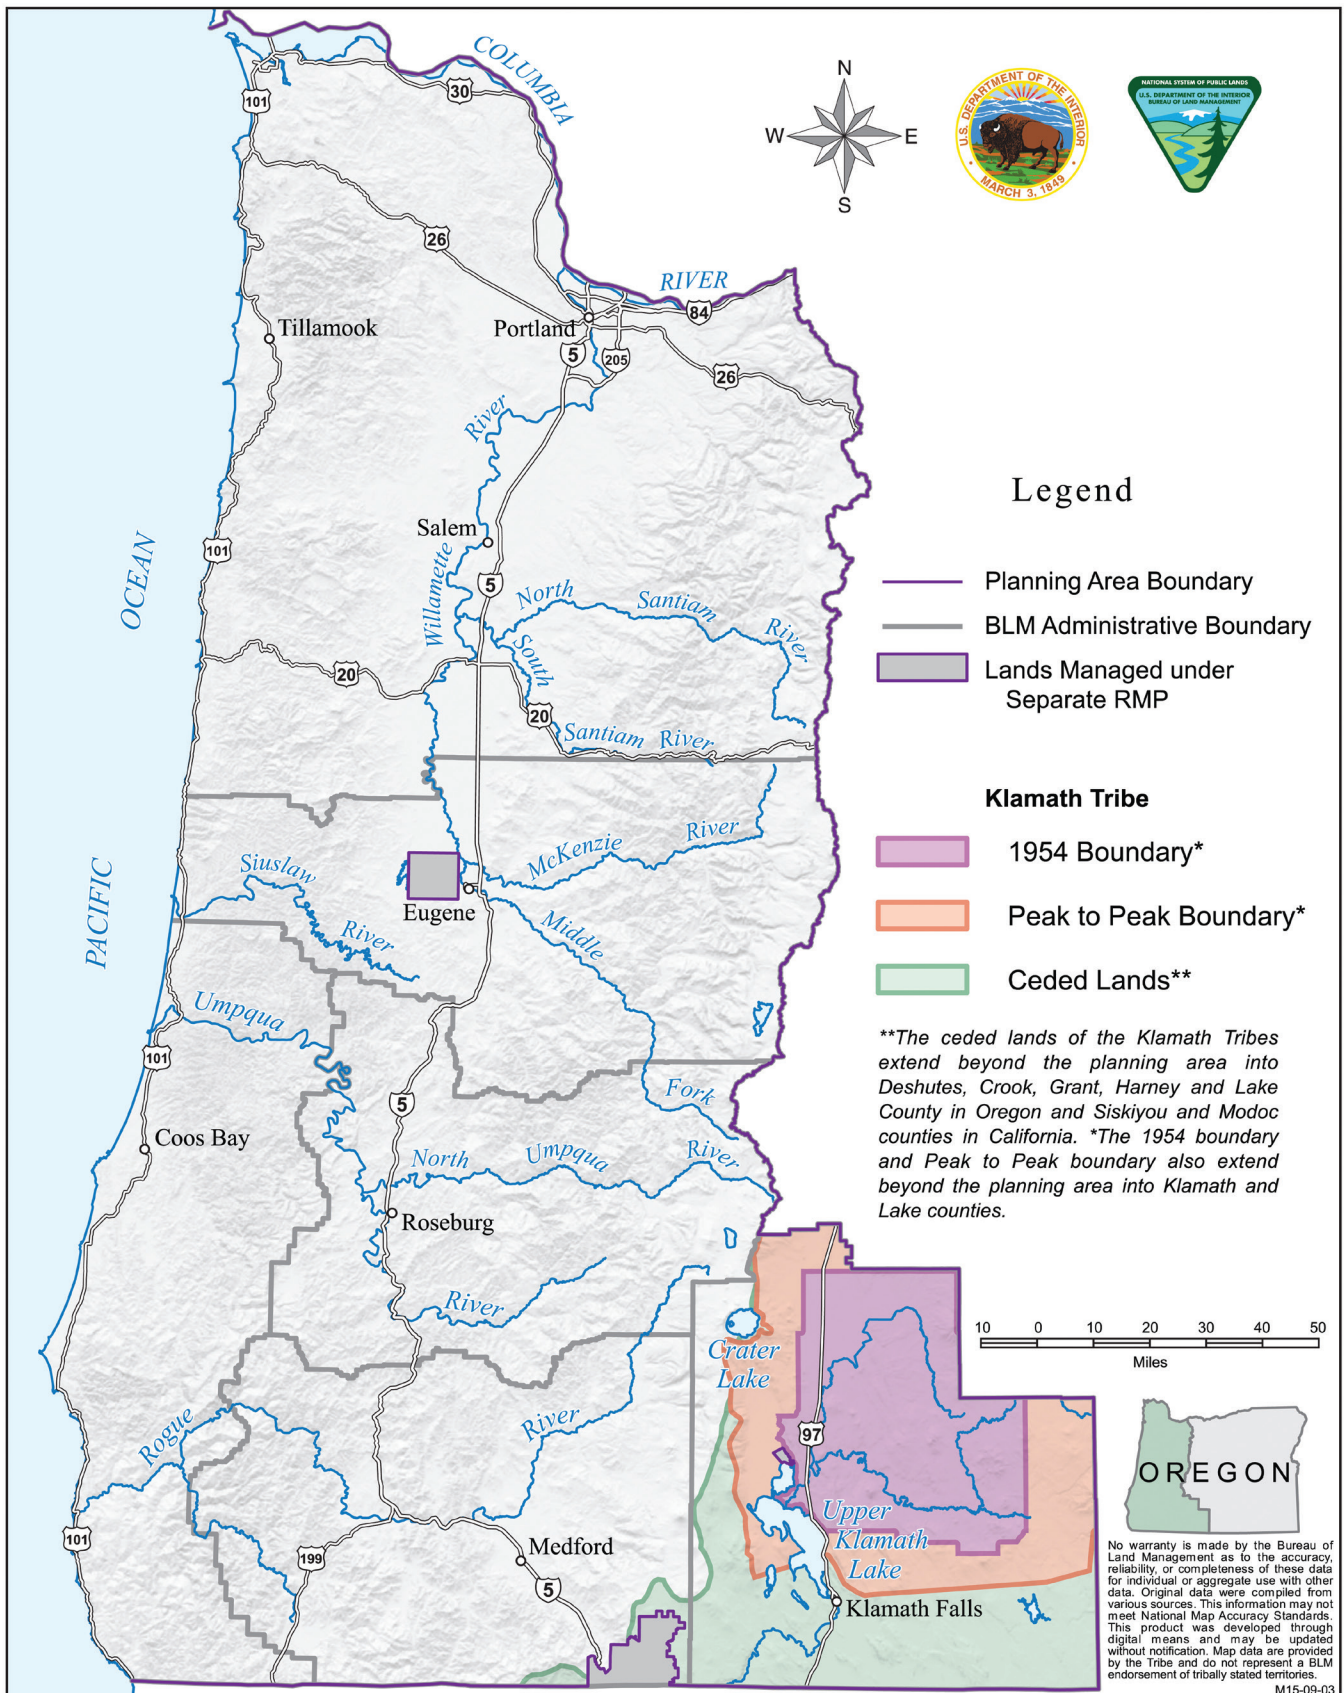 COLUMBIA
RIVER
N
W
E
S
U.S. DEPARTMENT OF THE INTERIOR
MARCH 3, 1849
NATIONAL SYSTEM OF PUBLIC LANDS
U.S. DEPARTMENT OF THE INTERIOR
BUREAU OF LAND MANAGEMENT
101
30
26
84
Tillamook
Portland
5
205
26
River
Salem
101
OCEAN
Willamette
5
North
Santiam
River
South
20
20
Santiam River
PACIFIC
McKenzie
River
Siuslaw
River
Eugene
Middle
Umpqua
101
5
Fork
Coos Bay
North
Umpqua
River
Roseburg
River
Crater
Lake
Rogue
River
97
Upper
Klamath
Lake
101
199
Medford
5
Klamath Falls
Legend
Planning Area Boundary
BLM Administrative Boundary
Lands Managed under
Separate RMP
Klamath Tribe
1954 Boundary*
Peak to Peak Boundary*
Ceded Lands**
**The ceded lands of the Klamath Tribes
extend beyond the planning area into
Deshutes, Crook, Grant, Harney and Lake
County in Oregon and Siskiyou and Modoc
counties in California. *The 1954 boundary
and Peak to Peak boundary also extend
beyond the planning area into Klamath and
Lake counties.
10 0 10 20 30 40 50
Miles
OREGON
No warranty is made by the Bureau of
Land Management as to the accuracy,
reliability, or completeness of these data
for individual or aggregate use with other
data. Original data were compiled from
various sources. This information may not
meet National Map Accuracy Standards.
This product was developed through
digital means and may be updated
without notification. Map data are provided
by the Tribe and do not represent a BLM
endorsement of tribally stated territories.
M15-09-03